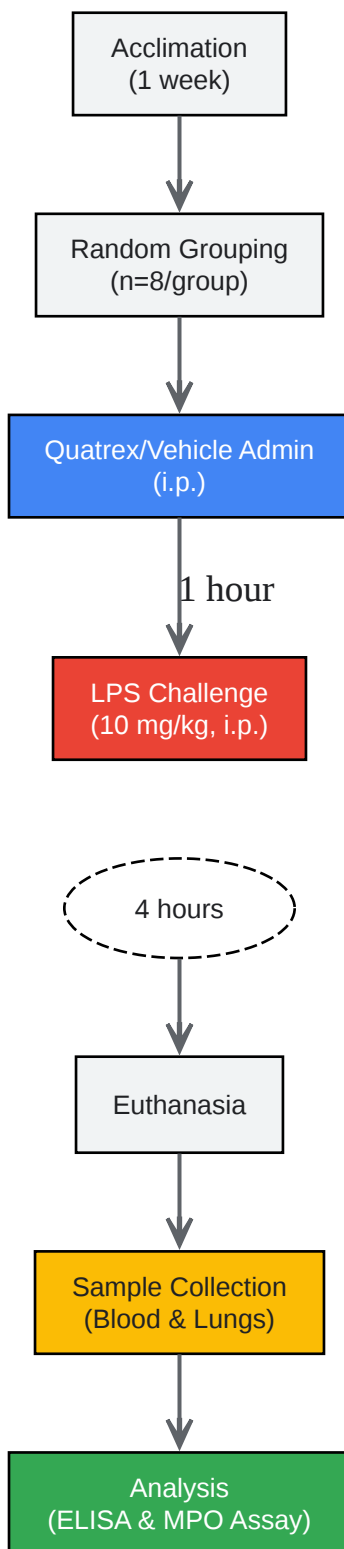 Acclimation
(1 week)
Random Grouping
(n=8/group)
Quatrex/Vehicle Admin
(i.p.)
1 hour
LPS Challenge
(10 mg/kg, i.p.)
4 hours
Euthanasia
Sample Collection
(Blood & Lungs)
Analysis
(ELISA & MPO Assay)